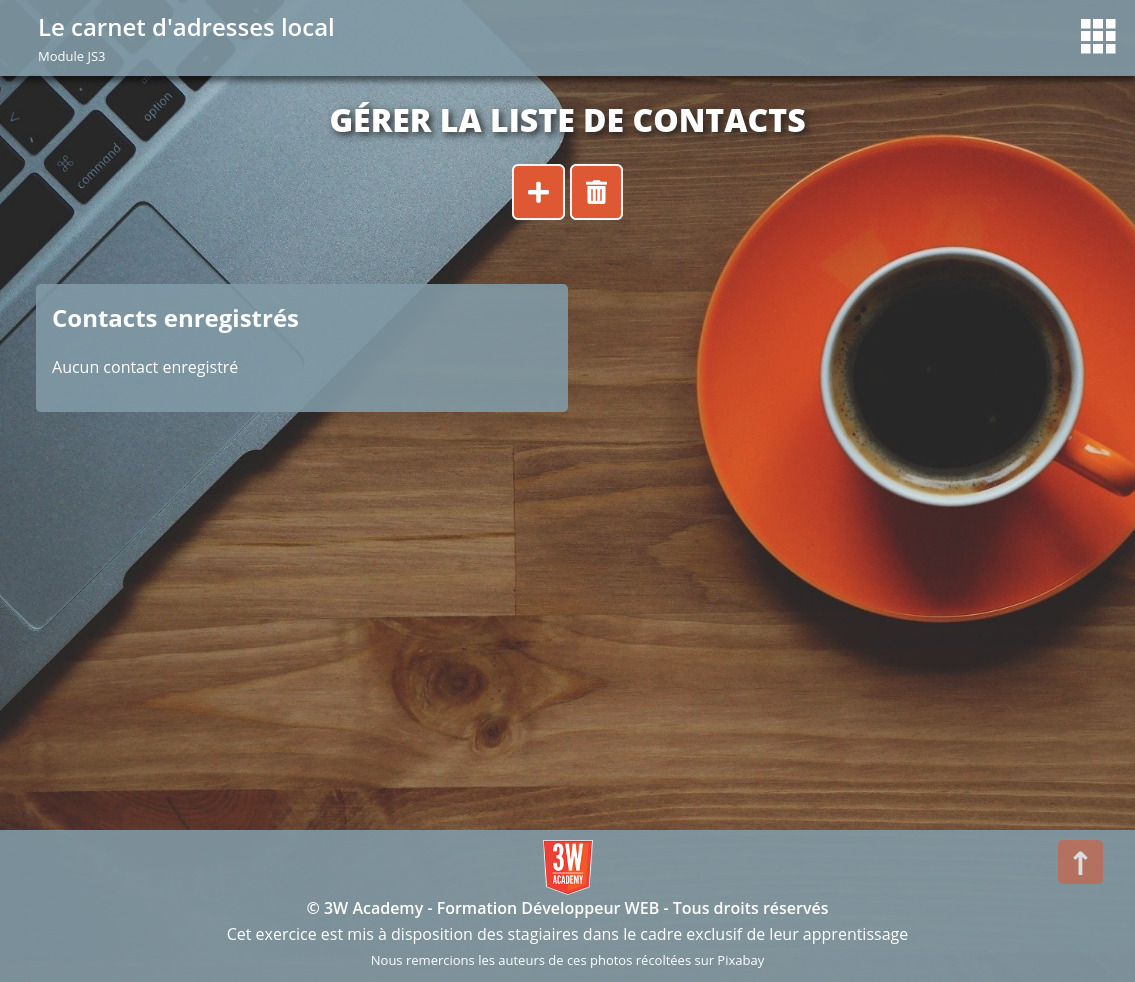 Le carnet d'adresses local
Module JS3
option
command
GÉRER LA LISTE DE CONTACTS
Contacts enregistrés
Aucun contact enregistré
3W
ACADEMY
© 3W Academy - Formation Développeur WEB - Tous droits réservés
Cet exercice est mis à disposition des stagiaires dans le cadre exclusif de leur apprentissage
Nous remercions les auteurs de ces photos récoltées sur Pixabay